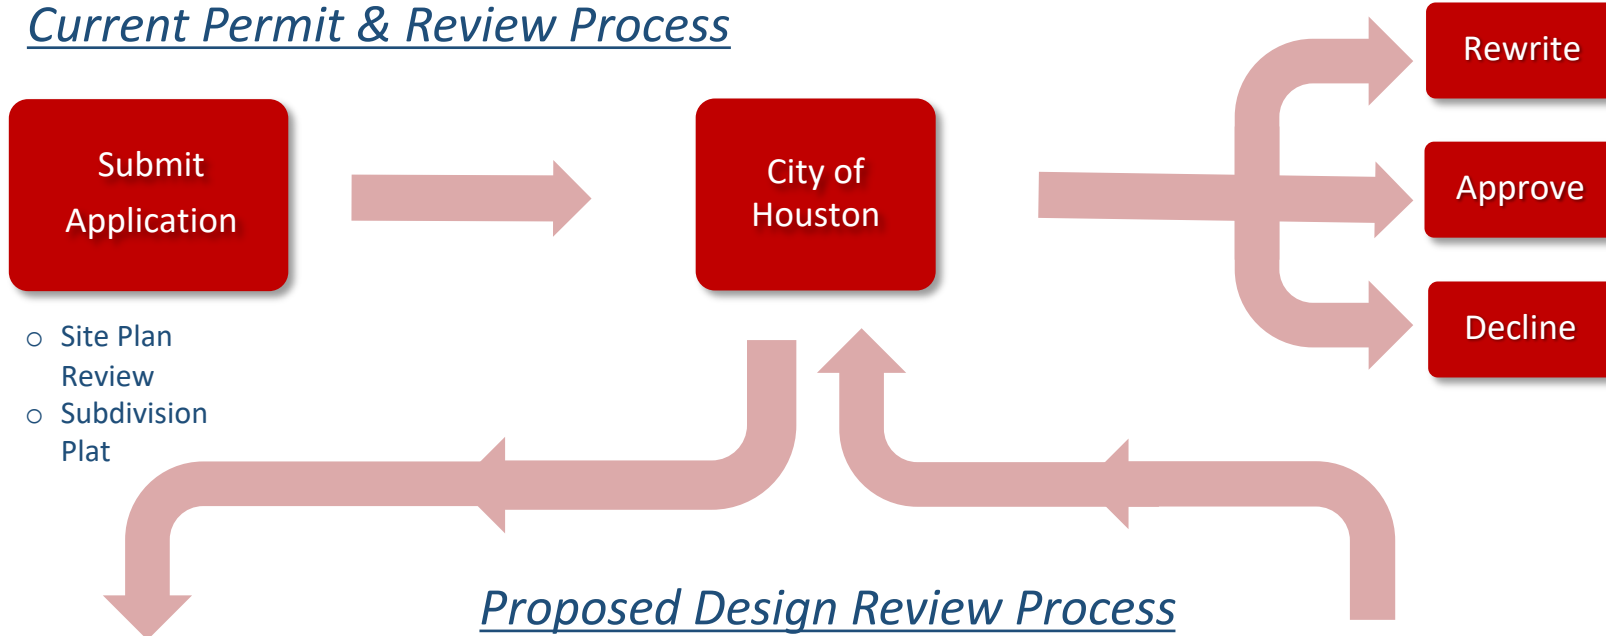 Current Permit & Review Process
Rewrite
Submit
Application
City of
Houston
Approve
Decline
○ Site Plan
Review
○ Subdivision
Plat
Proposed Design Review Process